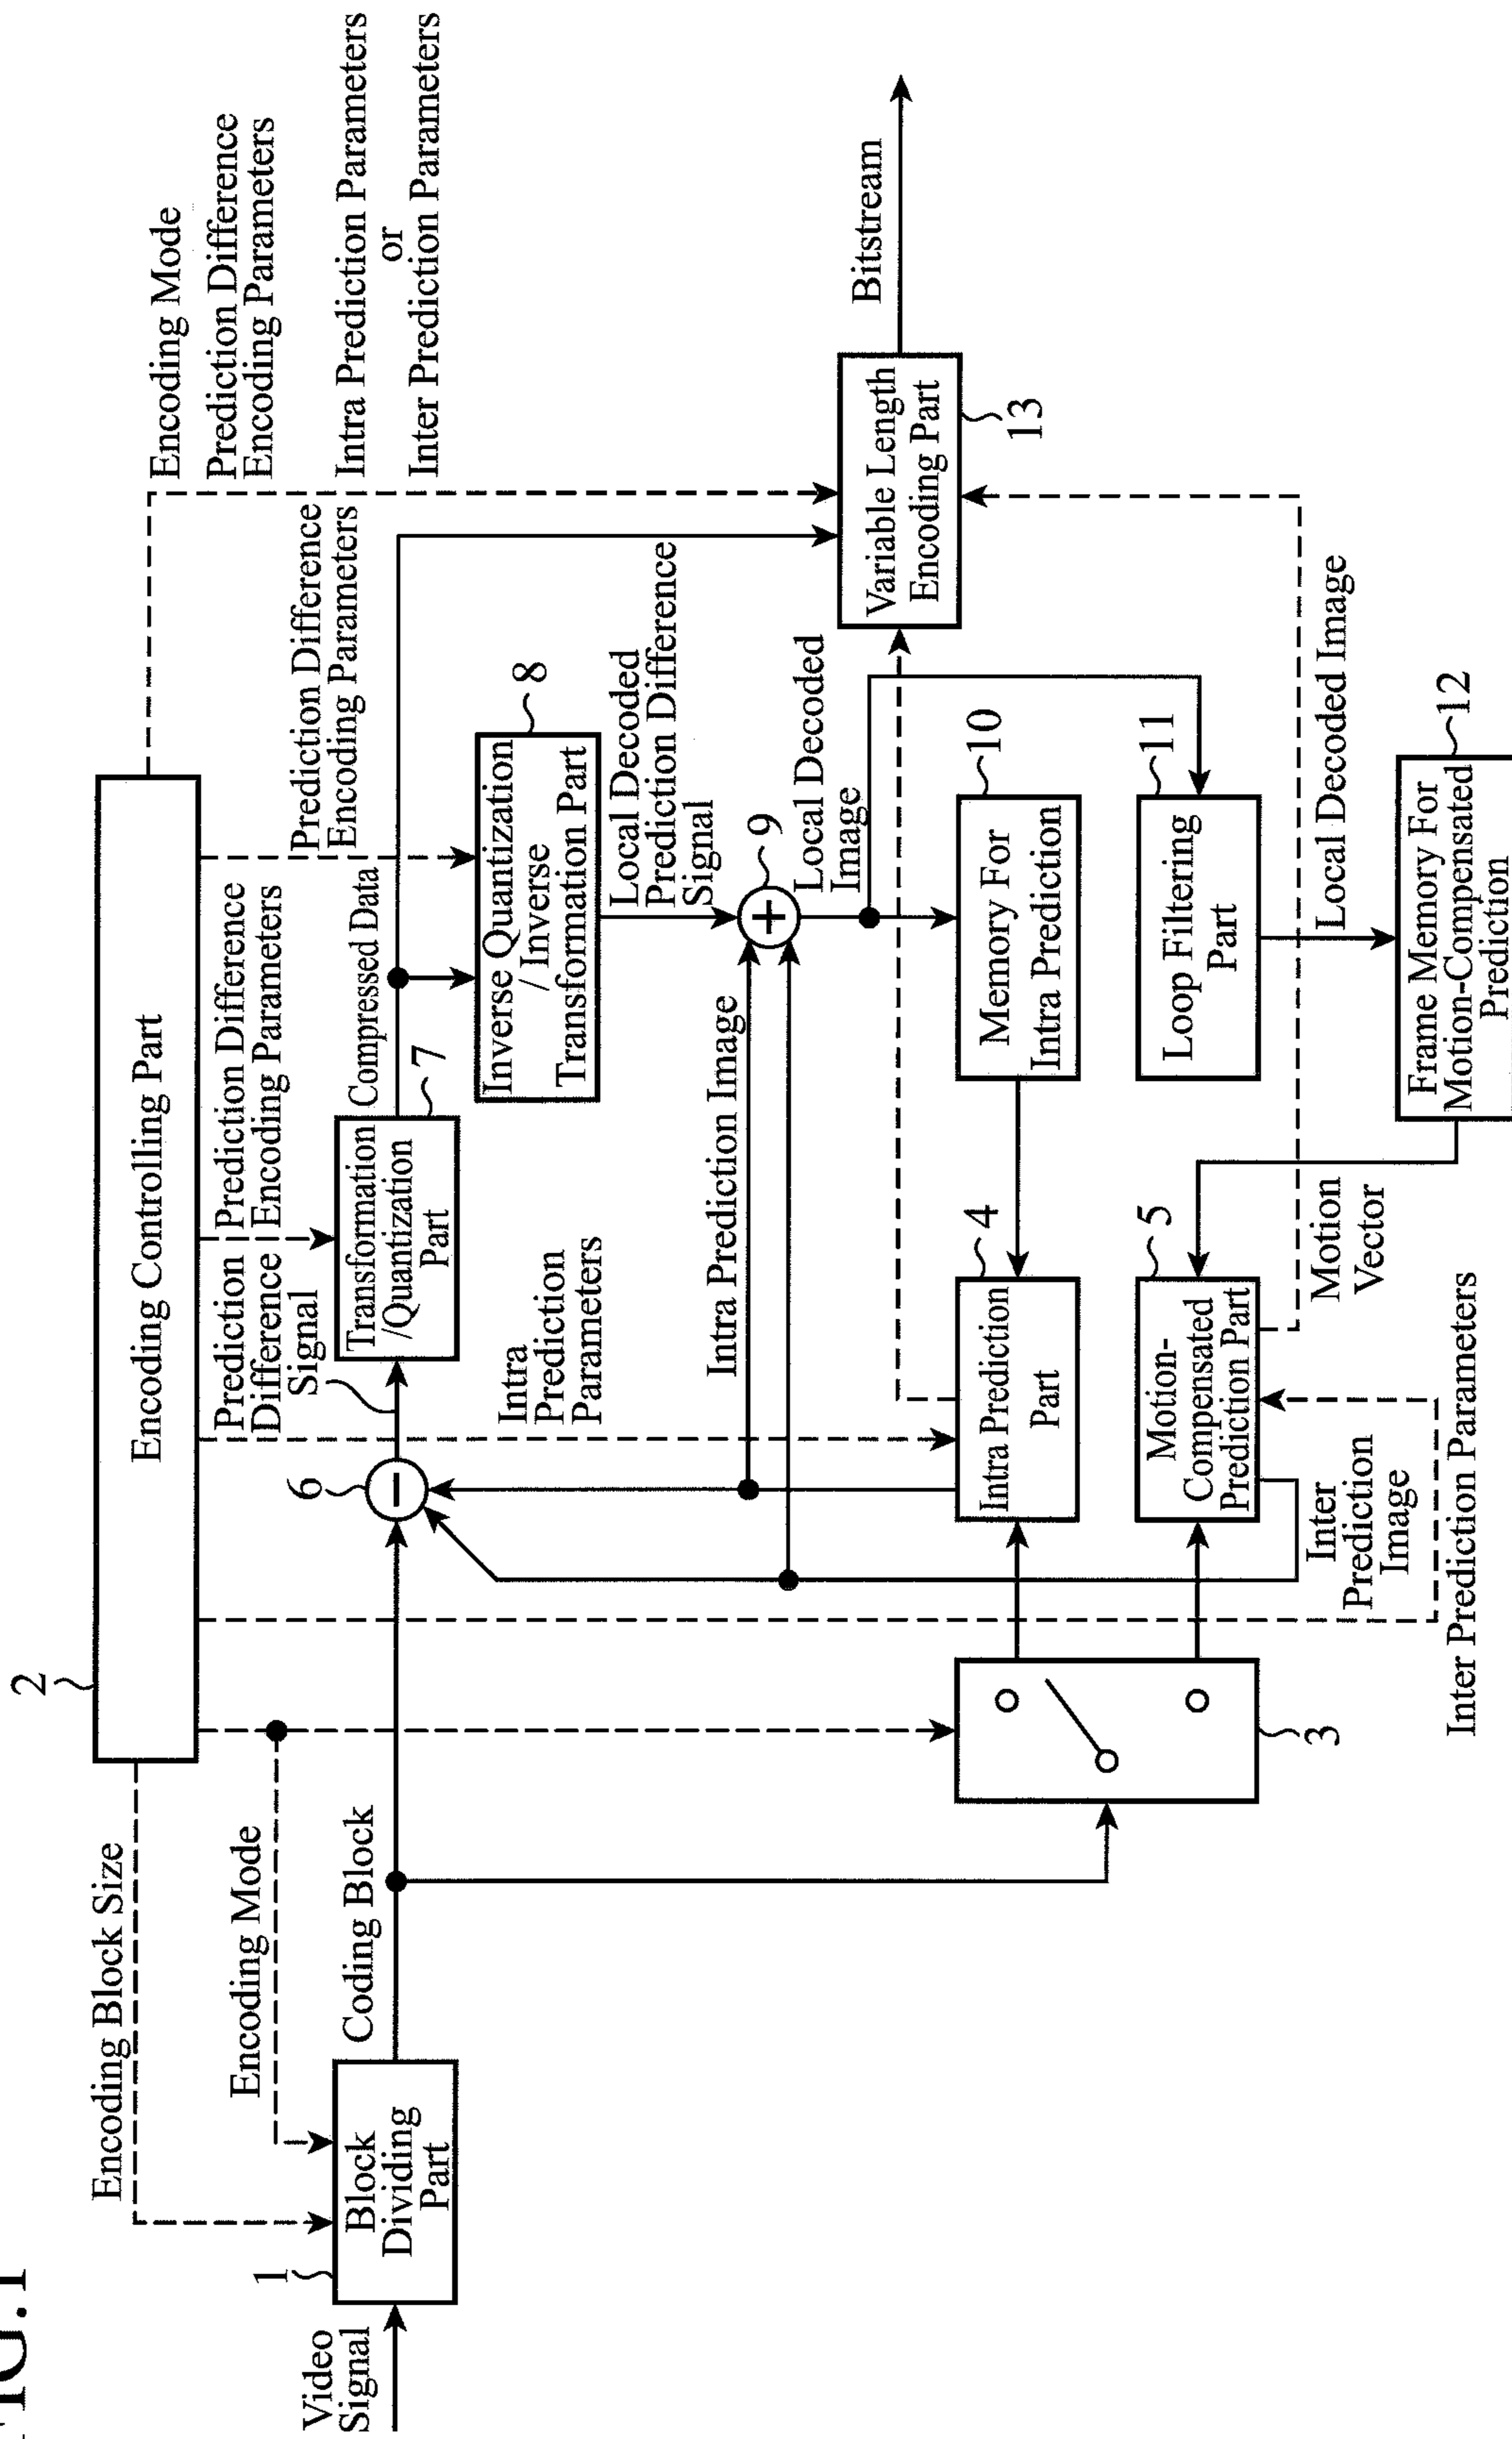 FIG.1
2
Encoding Controlling Part
Encoding Block Size
Encoding Mode
Encoding Mode
Prediction Difference
Encoding Parameters
Intra Prediction Parameters
or
Inter Prediction Parameters
Video
Signal
1
Block
Dividing
Part
Coding Block
6
Prediction
Difference
Signal
Prediction Difference
Encoding Parameters
Transformation
/Quantization
Part
7
Compressed Data
Prediction Difference
Encoding Parameters
Inverse Quantization
/Inverse
Transformation Part
8
Intra
Prediction
Parameters
Local Decoded
Prediction Difference
Signal
Intra Prediction Image
9
Local Decoded
Image
Variable Length
Encoding Part
13
Bitstream
3
Intra Prediction
Part
4
Memory For
Intra Prediction
10
Motion-
Compensated
Prediction Part
5
Loop Filtering
Part
11
Inter
Prediction
Image
Motion
Vector
Local Decoded Image
Frame Memory For
Motion-Compensated
Prediction
12
Inter Prediction Parameters